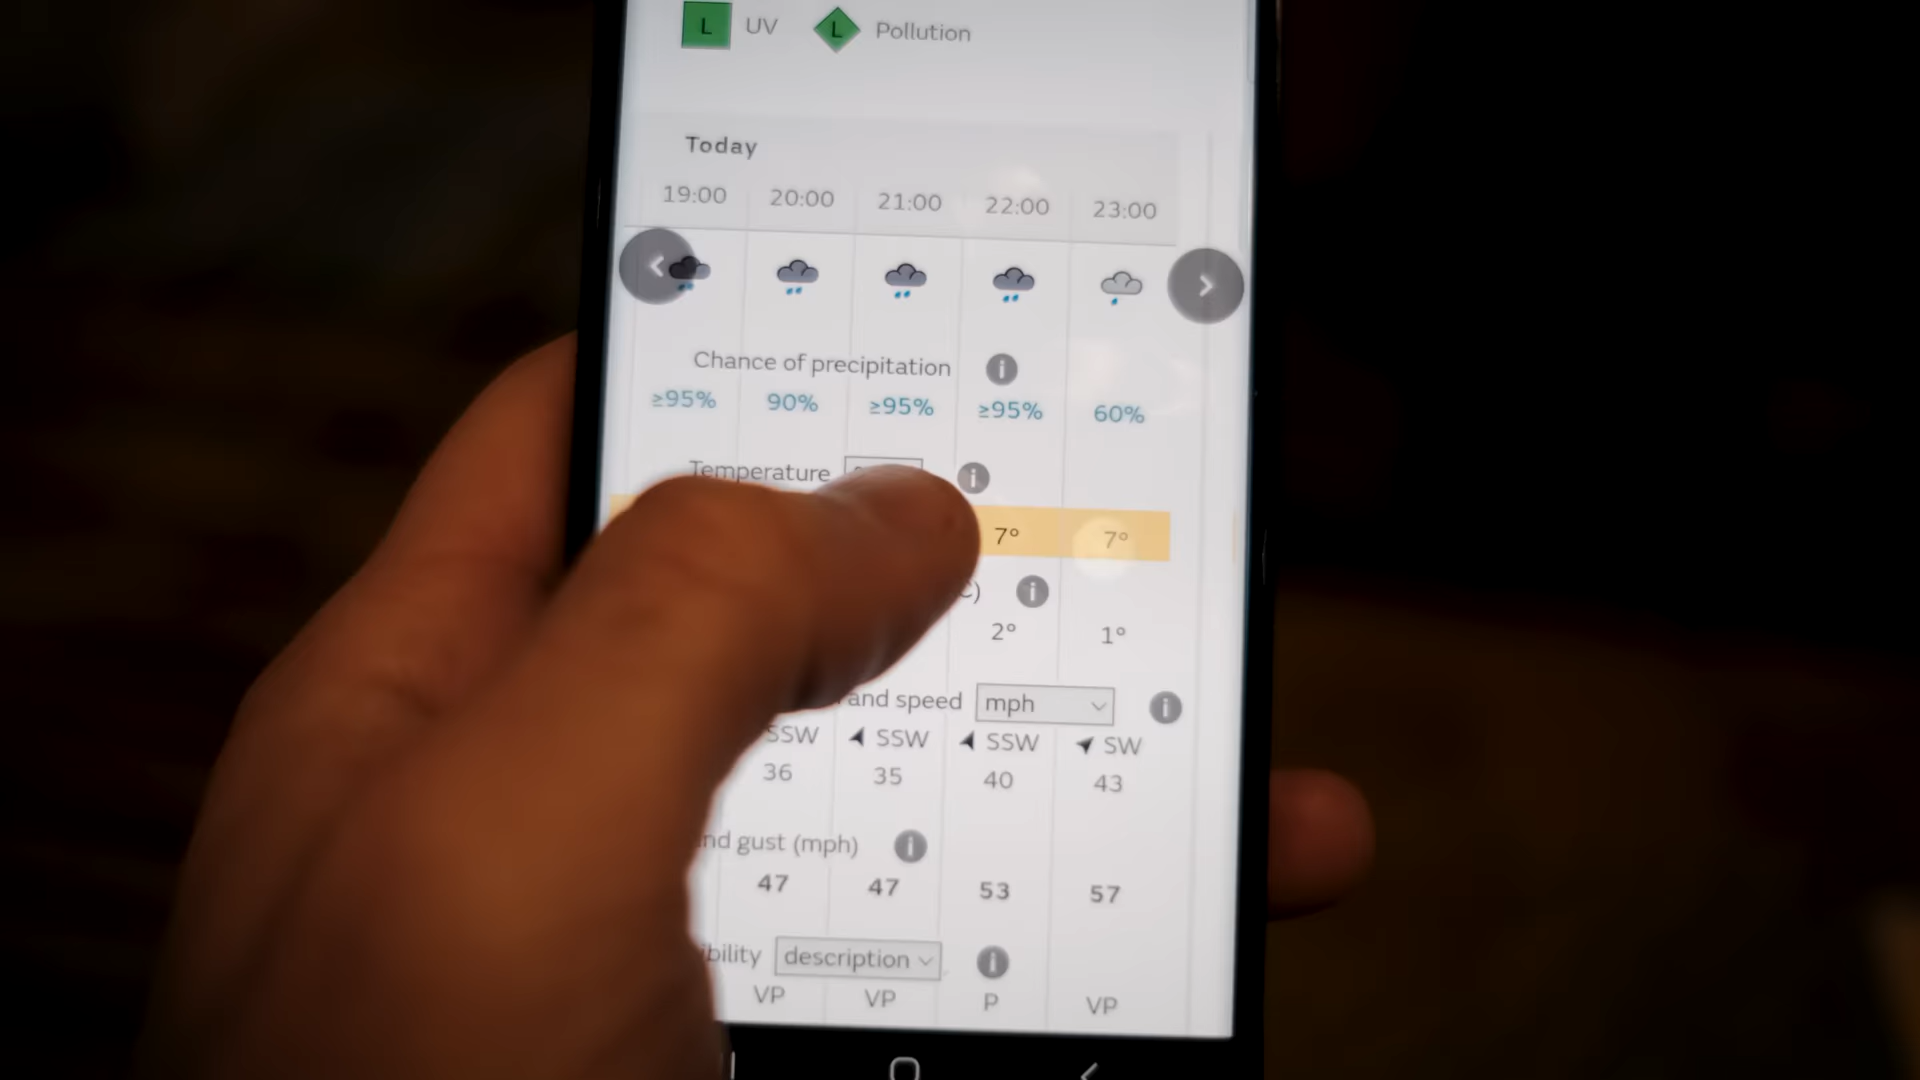 L UV L Pollution
Today
19:00 20:00 21:00 22:00 23:00
Chance of precipitation i
≥95% 90% ≥95% ≥95% 60%
Temperature i
7° 7°
C) i
2° 1°
and speed mph i
SSW SSW SSW SW
36 35 40 43
nd gust (mph) i
47 47 53 57
ibility description i
VP VP P VP